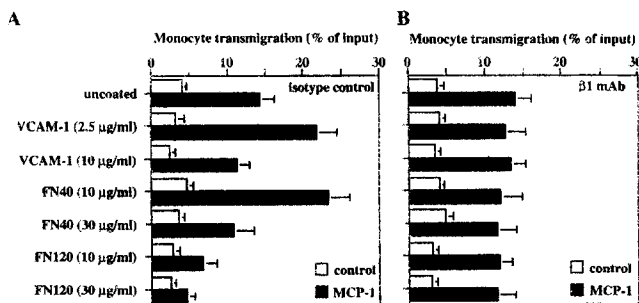 A
B
Monocyte transmigration (% of input)
Monocyte transmigration (% of input)
0 10 20 30
0 10 20 30
isotype control
β1 mAb
uncoated
VCAM-1 (2.5 µg/ml)
VCAM-1 (10 µg/ml)
FN40 (10 µg/ml)
FN40 (30 µg/ml)
FN120 (10 µg/ml)
FN120 (30 µg/ml)
control
MCP-1
control
MCP-1